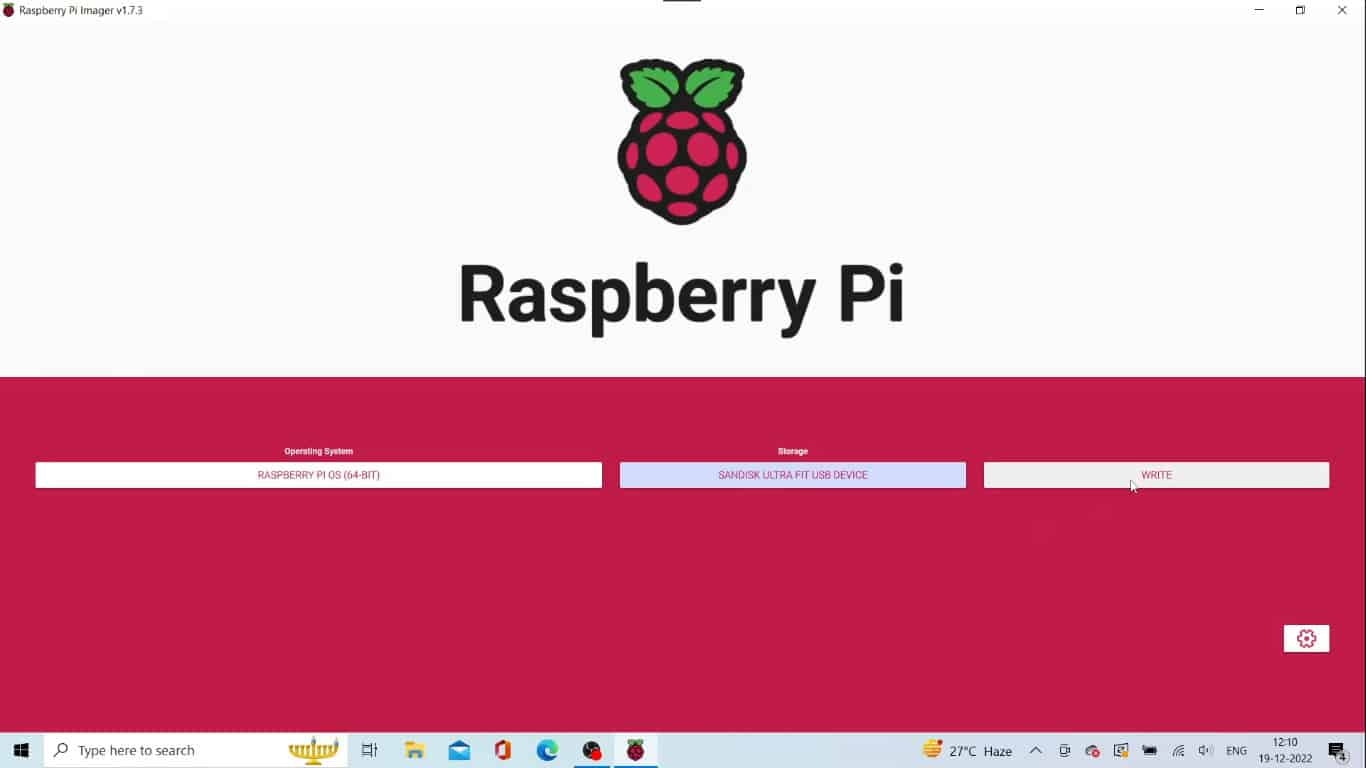 Raspberry Pi Imager v1.7.3
Raspberry Pi
Operating System
Storage
RASPBERRY PI OS (64-BIT)
SANDISK ULTRA FIT USB DEVICE
WRITE
Type here to search
27°C Haze
ENG
12:10
19-12-2022
4